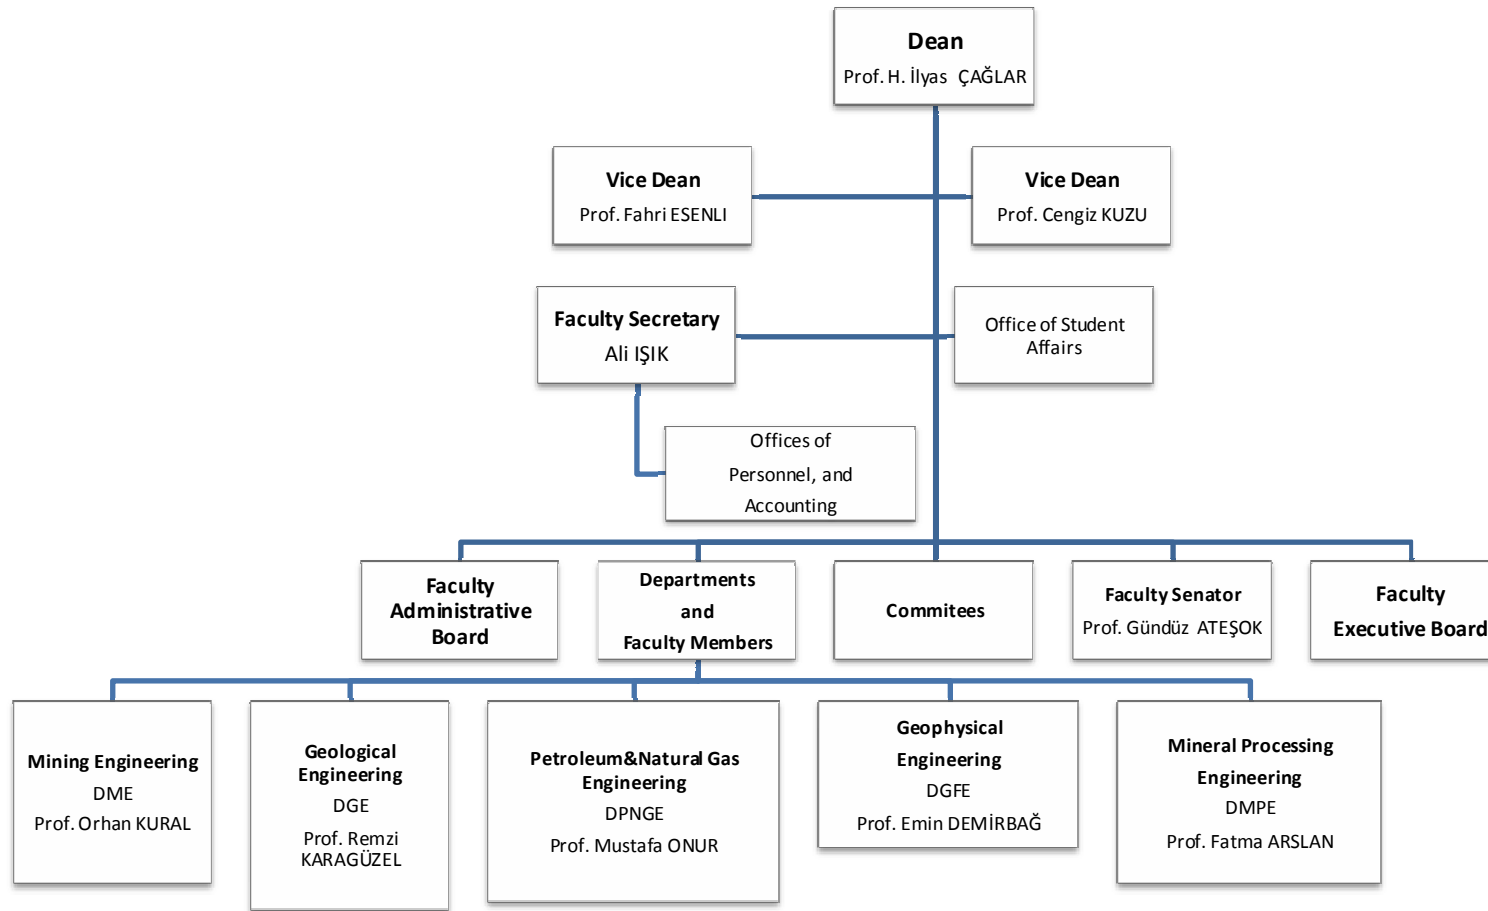 Dean
Prof. H. İlyas ÇAĞLAR
Vice Dean
Prof. Fahri ESENLI
Vice Dean
Prof. Cengiz KUZU
Faculty Secretary
Ali IŞIK
Office of Student
Affairs
Offices of
Personnel, and
Accounting
Faculty
Administrative
Board
Departments
and
Faculty Members
Commitees
Faculty Senator
Prof. Gündüz ATEŞOK
Faculty
Executive Board
Mining Engineering
DME
Prof. Orhan KURAL
Geological
Engineering
DGE
Prof. Remzi
KARAGÜZEL
Petroleum&Natural Gas
Engineering
DPNGE
Prof. Mustafa ONUR
Geophysical
Engineering
DGFE
Prof. Emin DEMİRBAĞ
Mineral Processing
Engineering
DMPE
Prof. Fatma ARSLAN